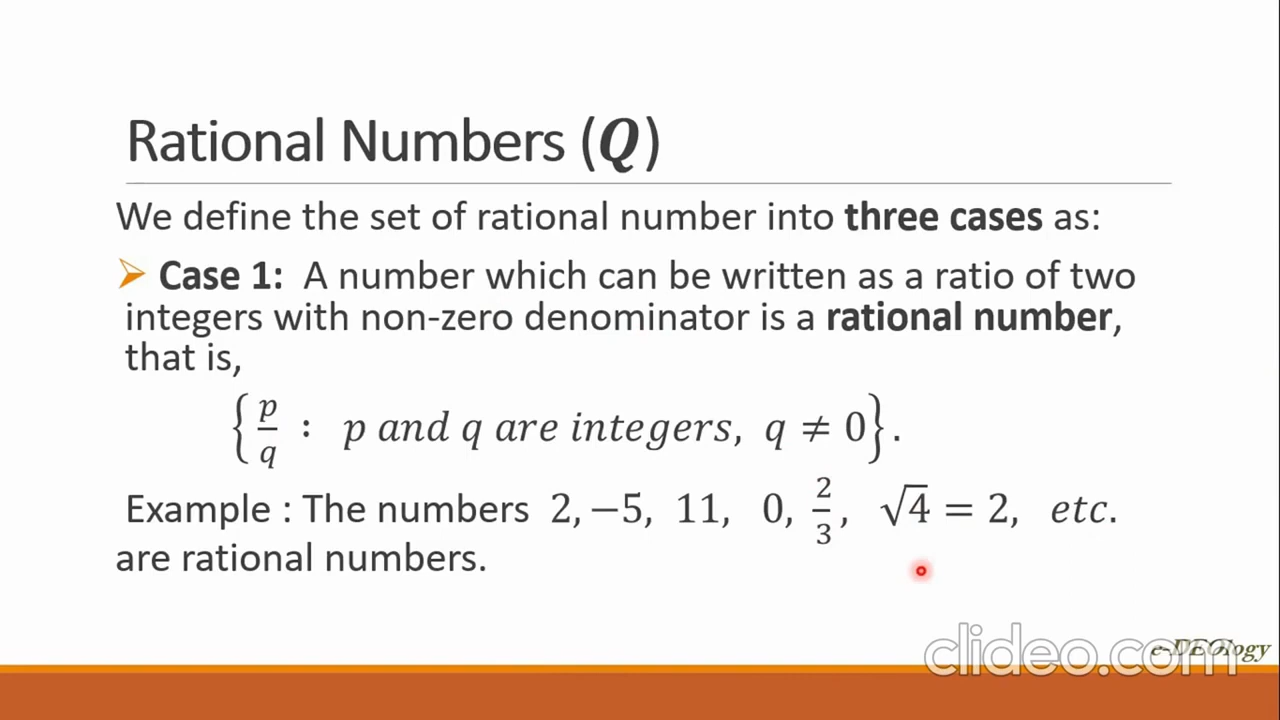 Rational Numbers (Q)
We define the set of rational number into three cases as:
➢ Case 1: A number which can be written as a ratio of two
integers with non-zero denominator is a rational number,
that is,
{p/q : p and q are integers, q ≠ 0}.
Example : The numbers 2, −5, 11, 0, 2/3, √4 = 2, etc.
are rational numbers.
clideo.com
e-DEOlogy